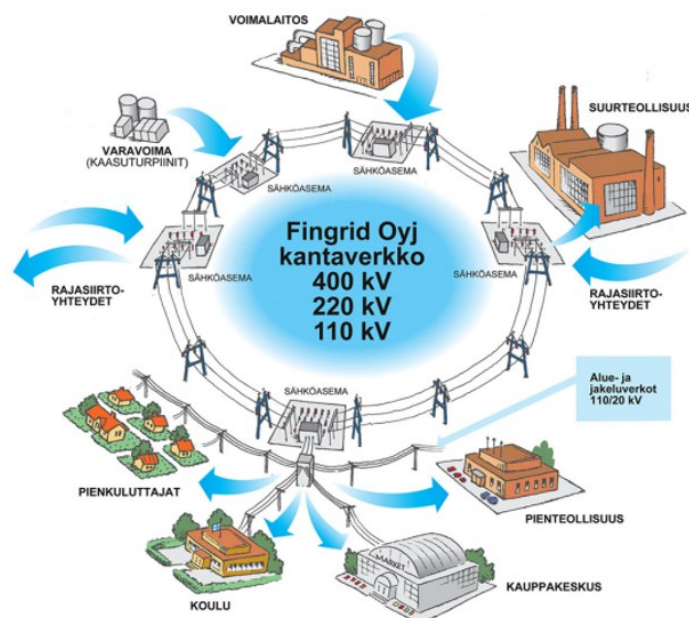 VOIMALAITOS
SUURTEOLLISUUS
VARAVOIMA
(KAASUTURPIINIT)
SÄHKÖASEMA
SÄHKÖASEMA
SÄHKÖASEMA
SÄHKÖASEMA
Fingrid Oyj
kantaverkko
400 kV
220 kV
110 kV
RAJASIIRTO-
YHTEYDET
RAJASIIRTO-
YHTEYDET
SÄHKÖASEMA
Alue- ja
jakeluverkot
110/20 kV
PIENKULUTTAJAT
PIENTEOLLISUUS
MARKET
KOULU
KAUPPAKESKUS